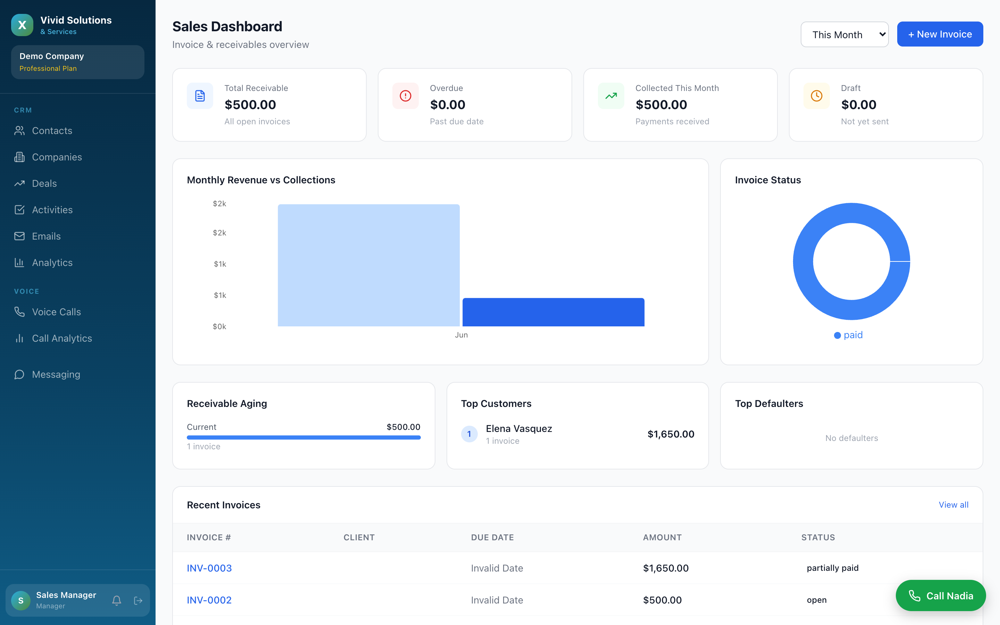 X
Vivid Solutions
& Services
Demo Company
Professional Plan
CRM
Contacts
Companies
Deals
Activities
Emails
Analytics
VOICE
Voice Calls
Call Analytics
Messaging
S
Sales Manager
Manager
Sales Dashboard
Invoice & receivables overview
This Month
+ New Invoice
Total Receivable
$500.00
All open invoices
Overdue
$0.00
Past due date
Collected This Month
$500.00
Payments received
Draft
$0.00
Not yet sent
Monthly Revenue vs Collections
$2k
$2k
$1k
$1k
$0k
Jun
Invoice Status
paid
Receivable Aging
Current $500.00
1 invoice
Top Customers
1
Elena Vasquez
1 invoice
$1,650.00
Top Defaulters
No defaulters
Recent Invoices
View all
INVOICE # CLIENT DUE DATE AMOUNT STATUS
INV-0003 Invalid Date $1,650.00 partially paid
INV-0002 Invalid Date $500.00 open
Call Nadia